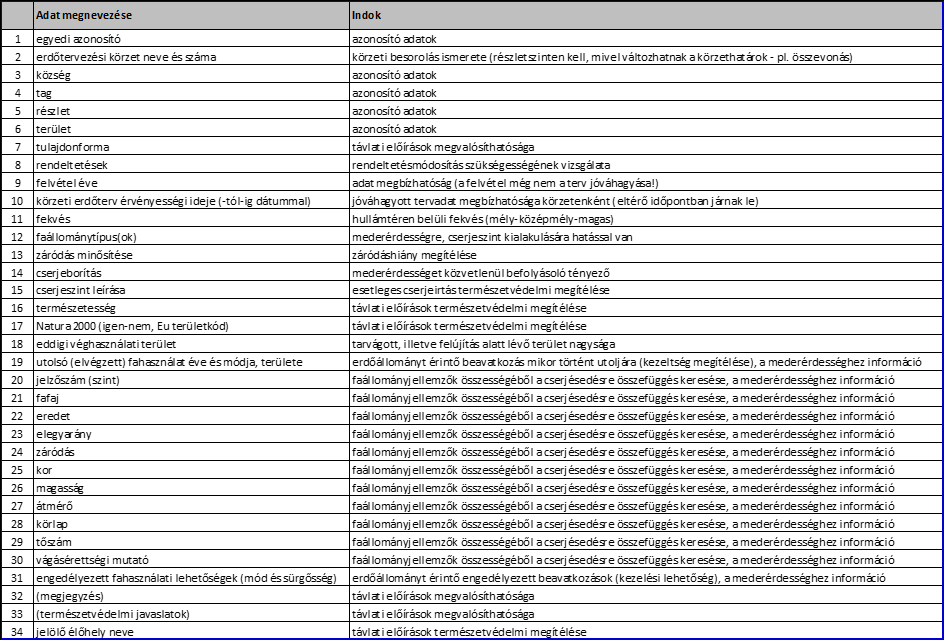 Adat megnevezése Indok
1 egyedi azonosító azonosító adatok
2 erdőtervezési körzet neve és száma körzeti besorolás ismerete (részletszinten kell, mivel változhatnak a körzethatárok - pl. összevonás)
3 község azonosító adatok
4 tag azonosító adatok
5 részlet azonosító adatok
6 terület azonosító adatok
7 tulajdonforma távlati előírások megvalósíthatósága
8 rendeltetések rendeltetésmódosítás szükségességének vizsgálata
9 felvétel éve adat megbízhatóság (a felvétel még nem a terv jóváhagyása!)
10 körzeti erdőterv érvényességi ideje (-tól-ig dátummal) jóváhagyott tervadat megbízhatósága körzetenként (eltérő időpontban járnak le)
11 fekvés hullámtéren belüli fekvés (mély-középmély-magas)
12 faállománytípus(ok) mederérdességre, cserjeszint kialakulására hatással van
13 záródás minősítése záródáshiány megítélése
14 cserjeborítás mederérdességet közvetlenül befolyásoló tényező
15 cserjeszint leírása esetleges cserjeirtás természetvédelmi megítélése
16 természetesség távlati előírások természetvédelmi megítélése
17 Natura 2000 (igen-nem, Eu területkód) távlati előírások természetvédelmi megítélése
18 eddigi véghasználati terület tarvágott, illetve felújítás alatt lévő terület nagysága
19 utolsó (elvégzett) fahasználat éve és módja, területe erdőállományt érintő beavatkozás mikor történt utoljára (kezeltség megítélése), a mederérdességhez információ
20 jelzőszám (szint) faállományjellemzők összességéből a cserjésedésre összefüggés keresése, a mederérdességhez információ
21 fafaj faállományjellemzők összességéből a cserjésedésre összefüggés keresése, a mederérdességhez információ
22 eredet faállományjellemzők összességéből a cserjésedésre összefüggés keresése, a mederérdességhez információ
23 elegyarány faállományjellemzők összességéből a cserjésedésre összefüggés keresése, a mederérdességhez információ
24 záródás faállományjellemzők összességéből a cserjésedésre összefüggés keresése, a mederérdességhez információ
25 kor faállományjellemzők összességéből a cserjésedésre összefüggés keresése, a mederérdességhez információ
26 magasság faállományjellemzők összességéből a cserjésedésre összefüggés keresése, a mederérdességhez információ
27 átmérő faállományjellemzők összességéből a cserjésedésre összefüggés keresése, a mederérdességhez információ
28 körlap faállományjellemzők összességéből a cserjésedésre összefüggés keresése, a mederérdességhez információ
29 tőszám faállományjellemzők összességéből a cserjésedésre összefüggés keresése, a mederérdességhez információ
30 vágásérettségi mutató faállományjellemzők összességéből a cserjésedésre összefüggés keresése, a mederérdességhez információ
31 engedélyezett fahasználati lehetőségek (mód és sürgősség) erdőállományt érintő engedélyezett beavatkozások (kezelési lehetőség), a mederérdességhez információ
32 (megjegyzés) távlati előírások megvalósíthatósága
33 (természetvédelmi javaslatok) távlati előírások megvalósíthatósága
34 jelölő élőhely neve távlati előírások természetvédelmi megítélése